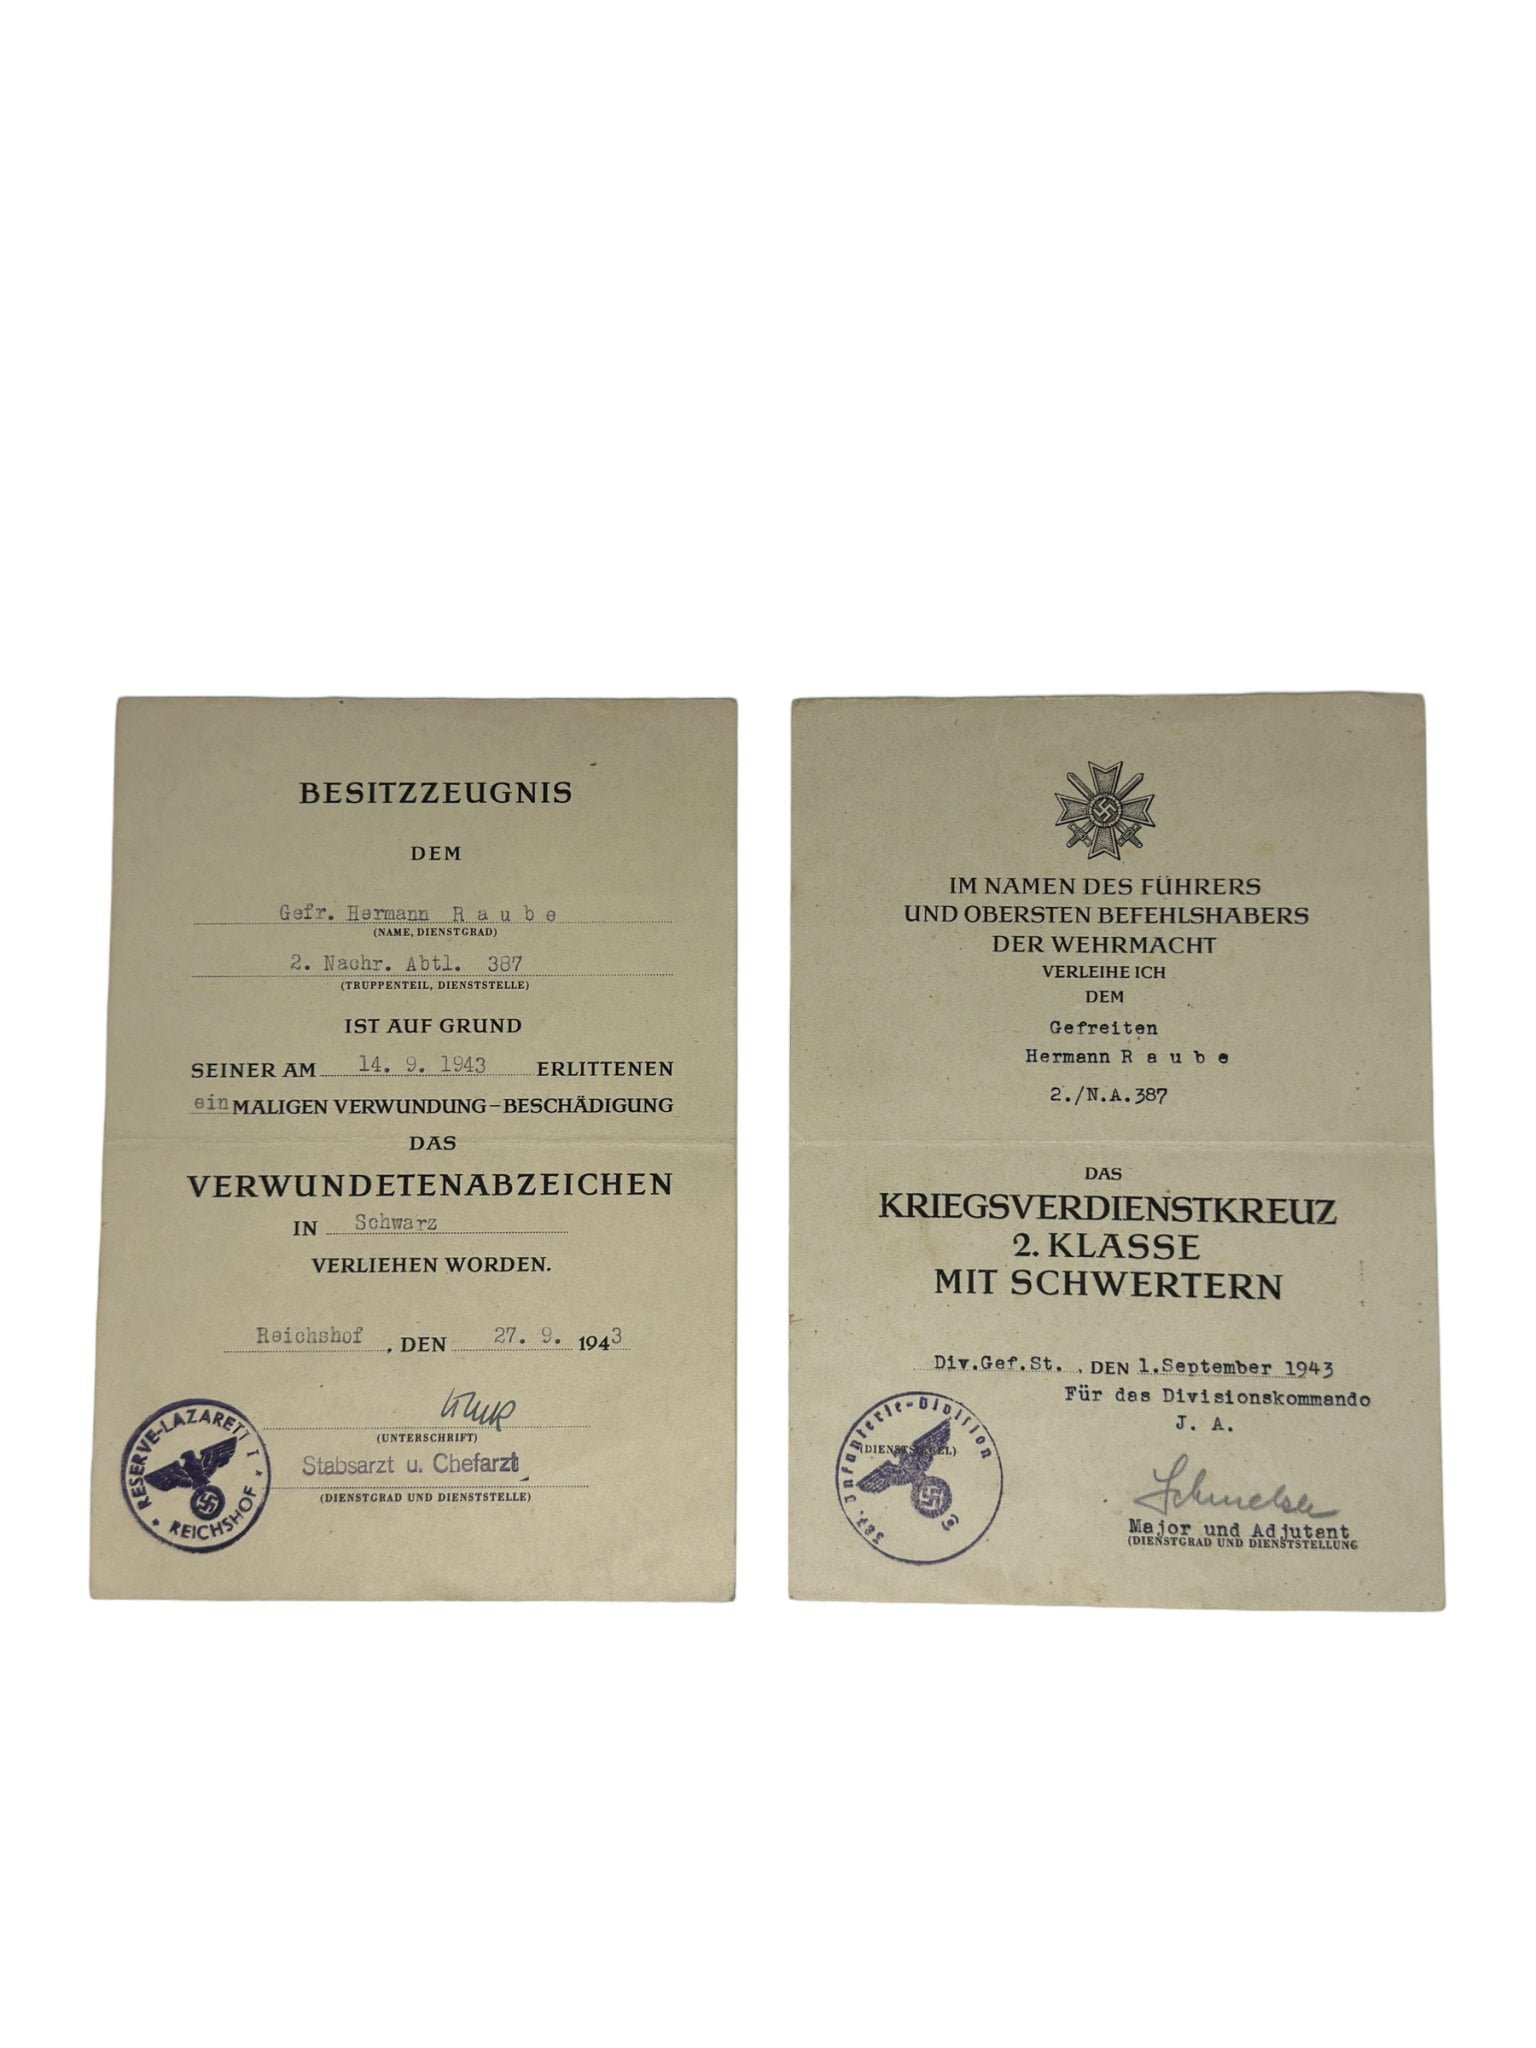 BESITZZEUGNIS
DEM
Gefr. Hermann R a u b e
(NAME, DIENSTGRAD)
2. Nachr. Abtl. 387
(TRUPPENTEIL, DIENSTSTELLE)
IST AUF GRUND
SEINER AM 14. 9. 1943 ERLITTENEN
einMALIGEN VERWUNDUNG – BESCHÄDIGUNG
DAS
VERWUNDETENABZEICHEN
IN Schwarz
VERLIEHEN WORDEN.
Reichshof , DEN 27. 9. 1943
(UNTERSCHRIFT)
Stabsarzt u. Chefarzt
(DIENSTGRAD UND DIENSTSTELLE)
RESERVE-LAZARETT I
REICHSHOF
IM NAMEN DES FÜHRERS
UND OBERSTEN BEFEHLSHABERS
DER WEHRMACHT
VERLEIHE ICH
DEM
Gefreiten
Hermann R a u b e
2./N.A.387
DAS
KRIEGSVERDIENSTKREUZ
2. KLASSE
MIT SCHWERTERN
Div.Gef.St. , DEN 1.September 1943
Für das Divisionskommando
J. A.
(DIENSTSIEGEL)
387. Infanterie-Division
Major und Adjutant
(DIENSTGRAD UND DIENSTSTELLUNG